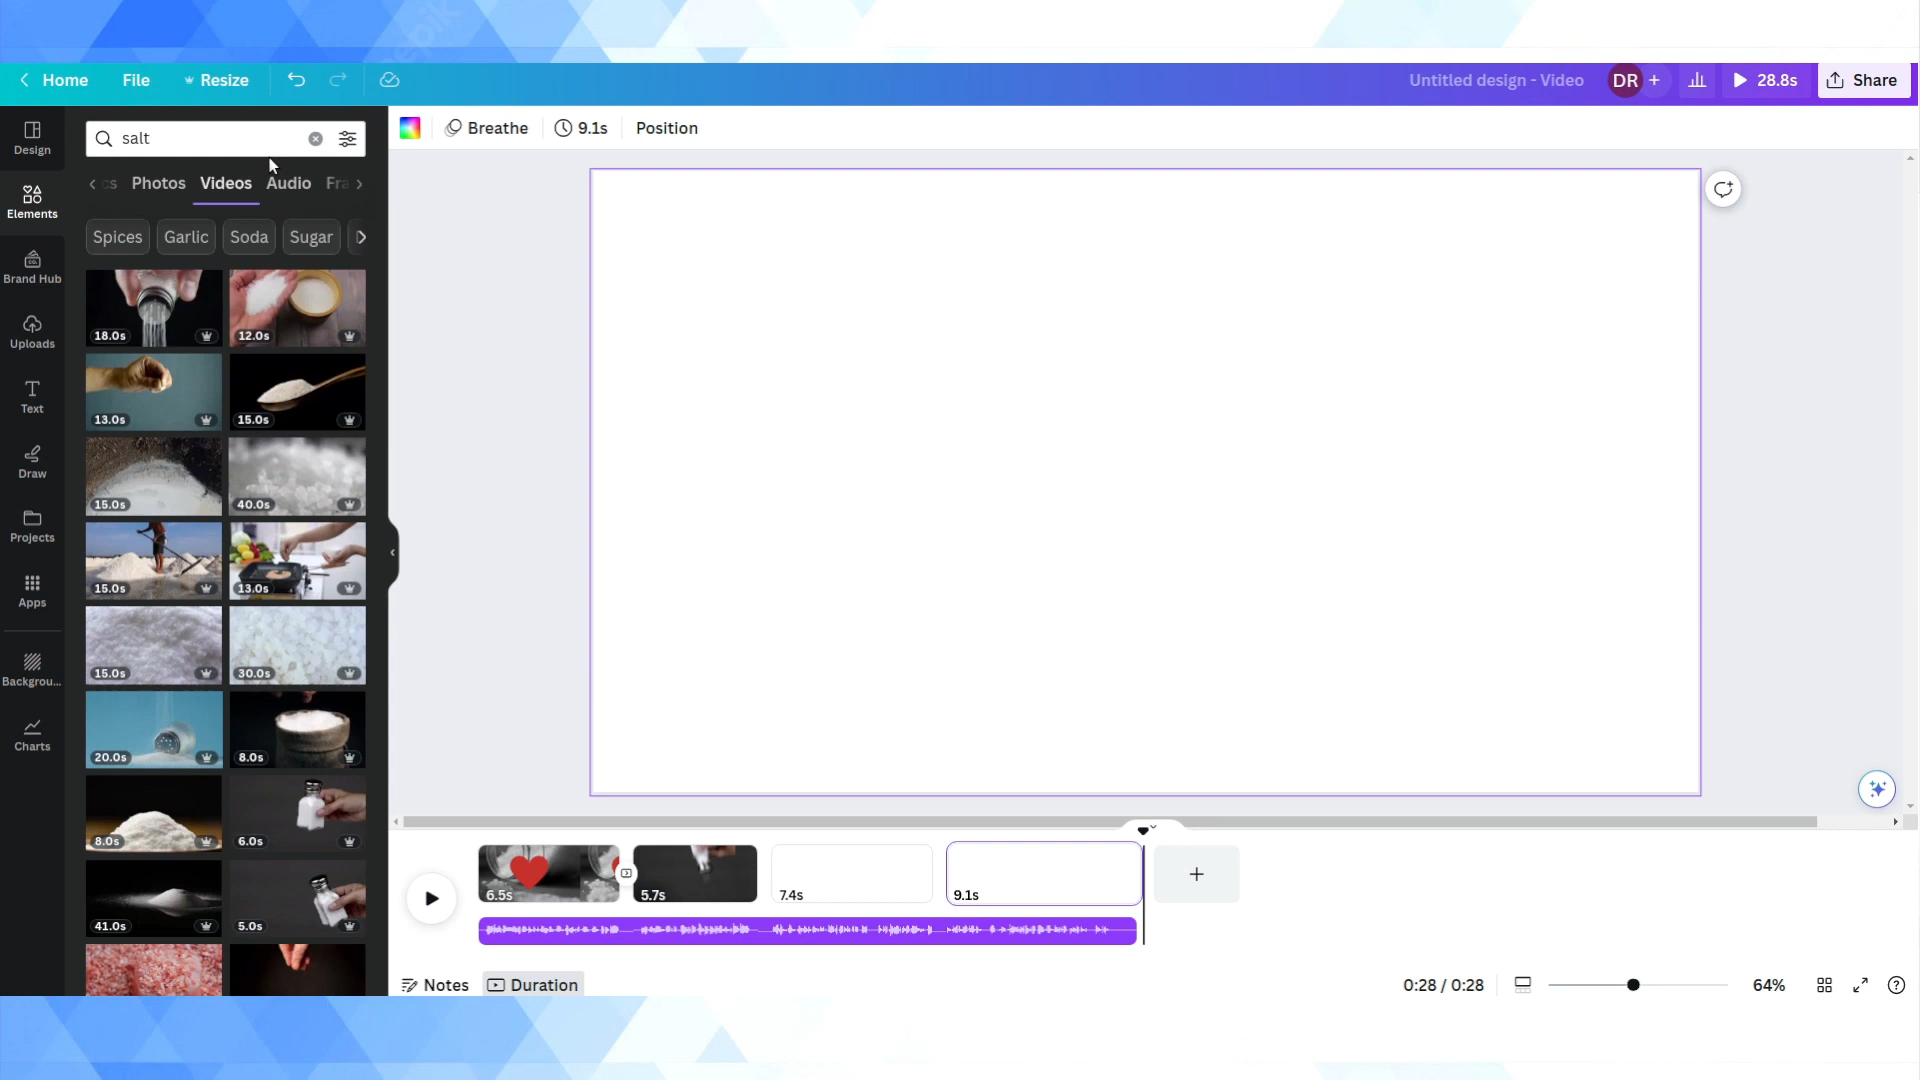 Home File Resize Untitled design - Video DR + 28.8s Share
Design
Elements
Brand Hub
Uploads
Text
Draw
Projects
Apps
Backgrou...
Charts
salt
cs Photos Videos Audio Fra
Spices Garlic Soda Sugar
18.0s 12.0s
13.0s 15.0s
15.0s 40.0s
15.0s 13.0s
15.0s 30.0s
20.0s 8.0s
8.0s 6.0s
41.0s 5.0s
Breathe 9.1s Position
6.5s 5.7s 7.4s 9.1s
Notes Duration 0:28 / 0:28 64%